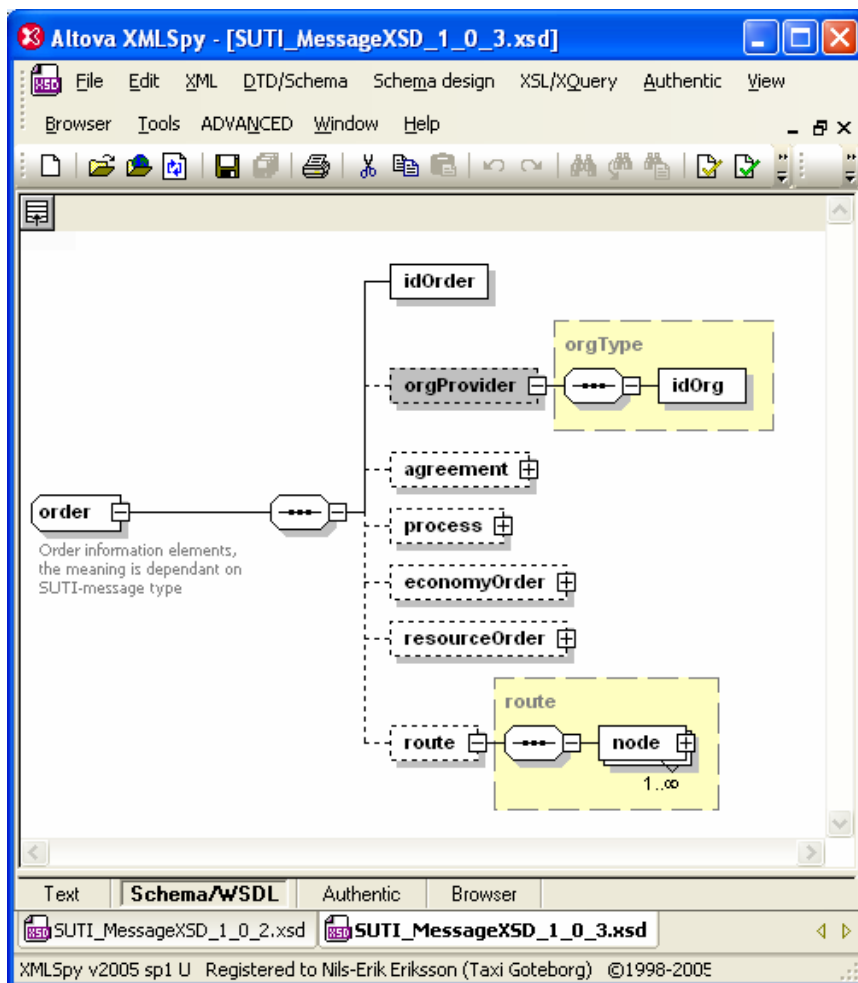 Altova XMLSpy - [SUTI_MessageXSD_1_0_3.xsd]
XSD File Edit XML DTD/Schema Schema design XSL/XQuery Authentic View
Browser Tools ADVANCED Window Help
idOrder
orgType
orgProvider
idOrg
agreement
order
process
Order information elements,
the meaning is dependant on
SUTI-message type
economyOrder
resourceOrder
route
route
node
1..∞
Text Schema/WSDL Authentic Browser
XSD SUTI_MessageXSD_1_0_2.xsd XSD SUTI_MessageXSD_1_0_3.xsd
XMLSpy v2005 sp1 U Registered to Nils-Erik Eriksson (Taxi Goteborg) ©1998-2005